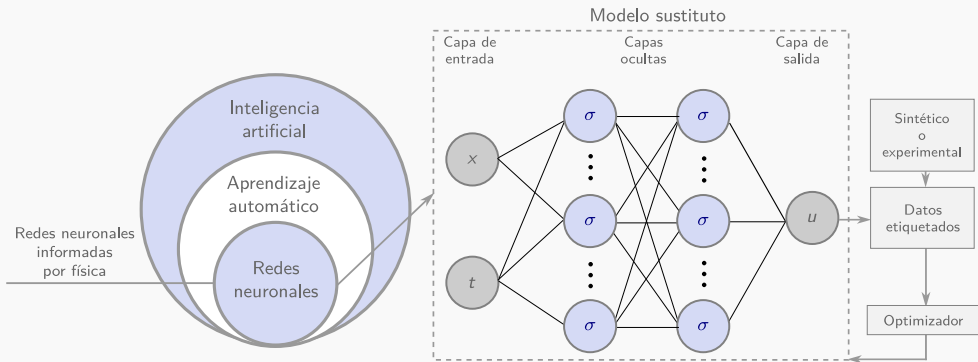 Modelo sustituto
Capa de
entrada
Capas
ocultas
Capa de
salida
Inteligencia
artificial
Aprendizaje
automático
Redes
neuronales
Redes neuronales
informadas
por física
x
t
σ
σ
σ
σ
σ
σ
u
Sintético
o
experimental
Datos
etiquetados
Optimizador